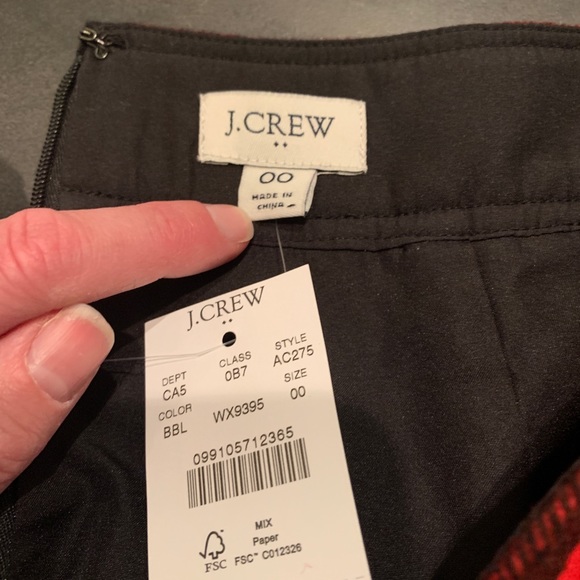 J.CREW
••
00
MADE IN
CHINA
J.CREW
••
DEPT CLASS STYLE
CA5 0B7 AC275
COLOR SIZE
BBL WX9395 00
099105712365
FSC
MIX
Paper
FSC™ C012326